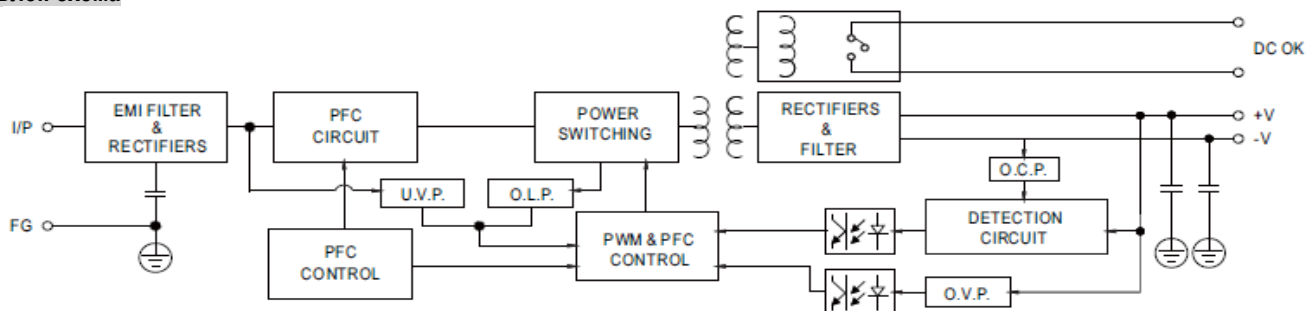 DC OK
I/P
EMI FILTER
&
RECTIFIERS
PFC
CIRCUIT
POWER
SWITCHING
RECTIFIERS
&
FILTER
+V
-V
U.V.P.
O.L.P.
O.C.P.
FG
PFC
CONTROL
PWM & PFC
CONTROL
DETECTION
CIRCUIT
O.V.P.